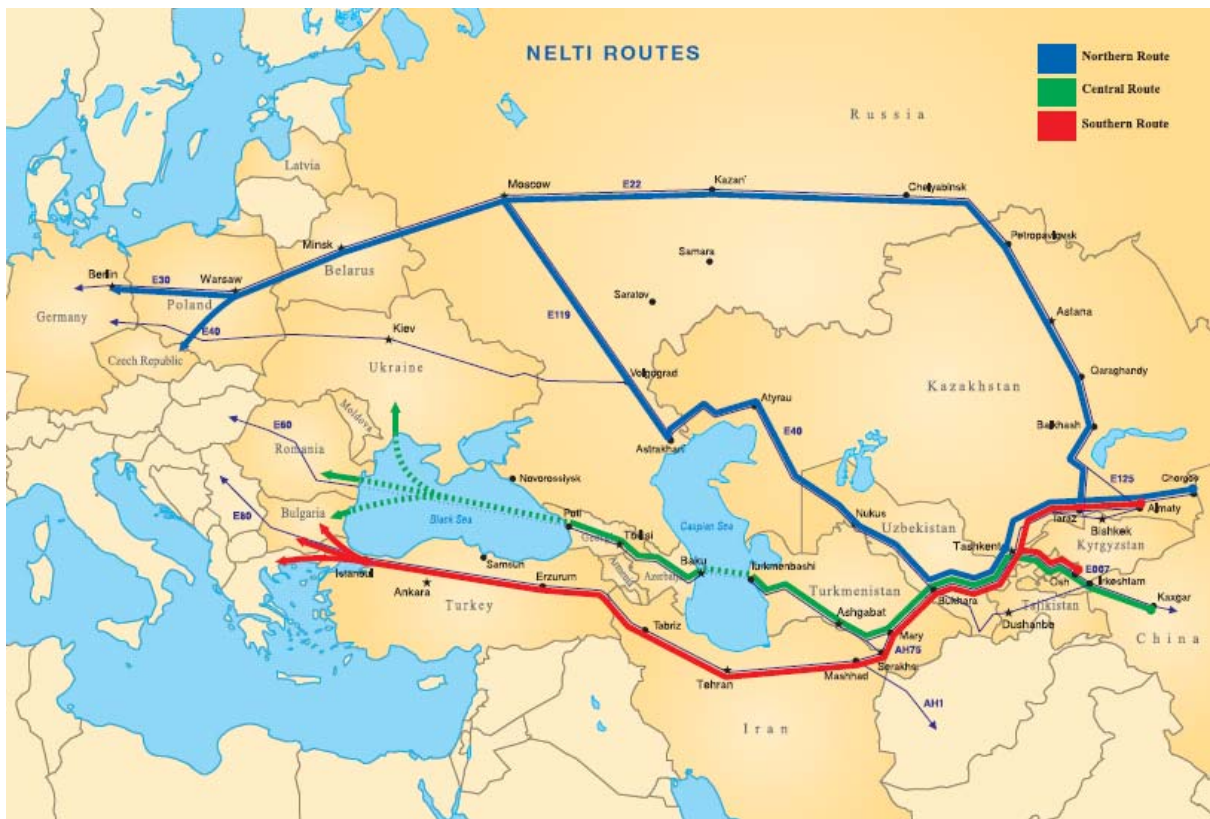 NELTI ROUTES
Northern Route
Central Route
Southern Route
Russia
Latvia
Moscow
E22
Kazan'
Chelyabinsk
Minsk
Belarus
Petropavlovsk
Samara
Berlin
E30
Warsaw
Poland
Saratov
Germany
E119
Astana
E40
Kiev
Czech Republic
Ukraine
Volgograd
Qaraghandy
Kazakhstan
Moldova
Atyrau
E60
Romania
Astrakhan
E40
Balkhash
E125
Novorossiysk
Chorgos
E80
Bulgaria
Black Sea
Poti
Caspian Sea
Nukus
Uzbekistan
Taraz
Almaty
Bishkek
Georgia
Tbilisi
Tashkent
Kyrgyzstan
Istanbul
Samsun
Armenia
Azerbaijan
Baku
Turkmenbashi
E007
Osh
Irkeshtam
Ankara
Erzurum
Turkmenistan
Bukhara
Tajikistan
Kaxgar
Turkey
Ashgabat
Dushanbe
Tabriz
Mary
China
AH75
Serakhs
Mashhad
Tehran
AH1
Iran